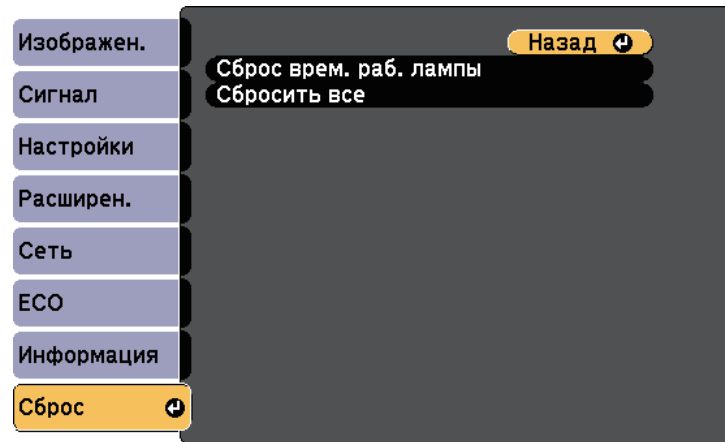 Изображен.
Сигнал
Настройки
Расширен.
Сеть
ECO
Информация
Сброс
Назад
Сброс врем. раб. лампы
Сбросить все